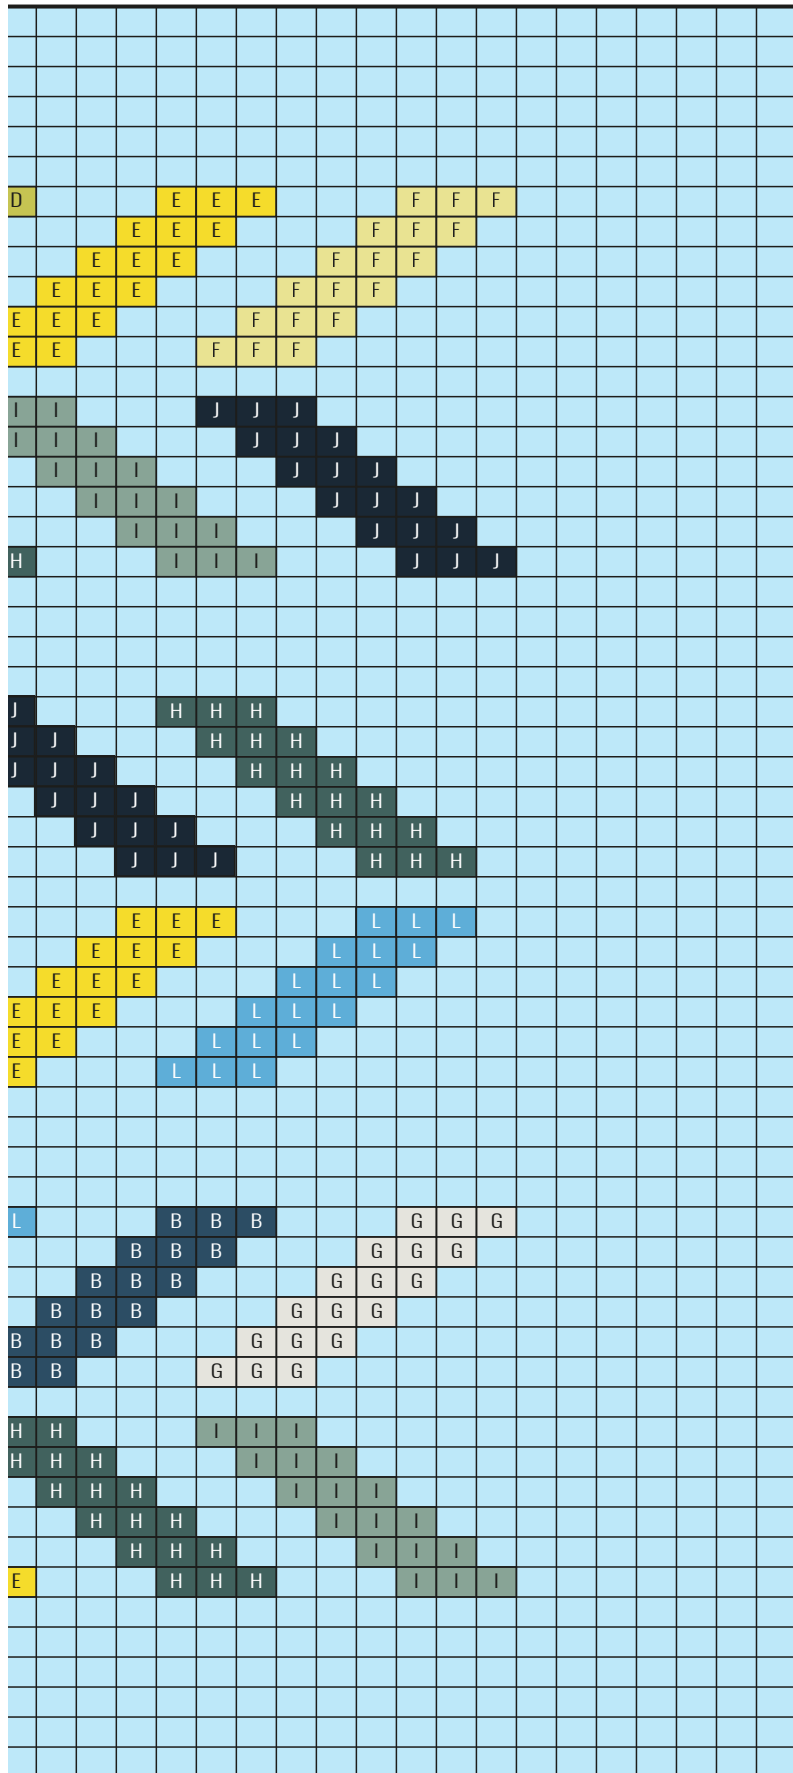 D E E E F F F
E E E F F F
E E E F F F
E E E F F F
E E E F F F
E E F F F
I I J J J
I I I J J J
I I I J J J
I I I J J J
I I I J J J
H I I I J J J
J H H H
J J H H H
J J J H H H
J J J H H H
J J J H H H
J J J H H H
E E E L L L
E E E L L L
E E E L L L
E E E L L L
E E L L L
E L L L
L B B B G G G
B B B G G G
B B B G G G
B B B G G G
B B B G G G
B B G G G
H H I I I
H H H I I I
H H H I I I
H H H I I I
H H H I I I
E H H H I I I